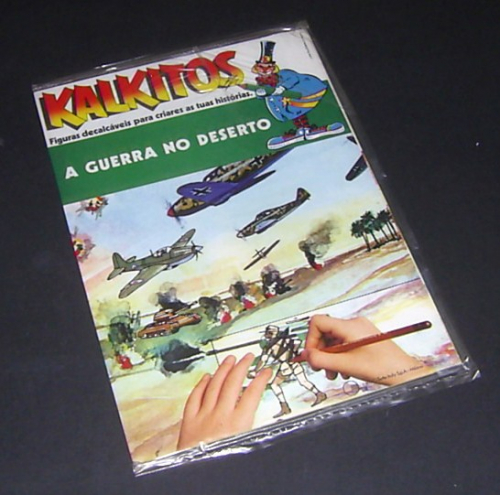 KALKITOS
Figuras decalcáveis para criares as tuas histórias.
A GUERRA NO DESERTO